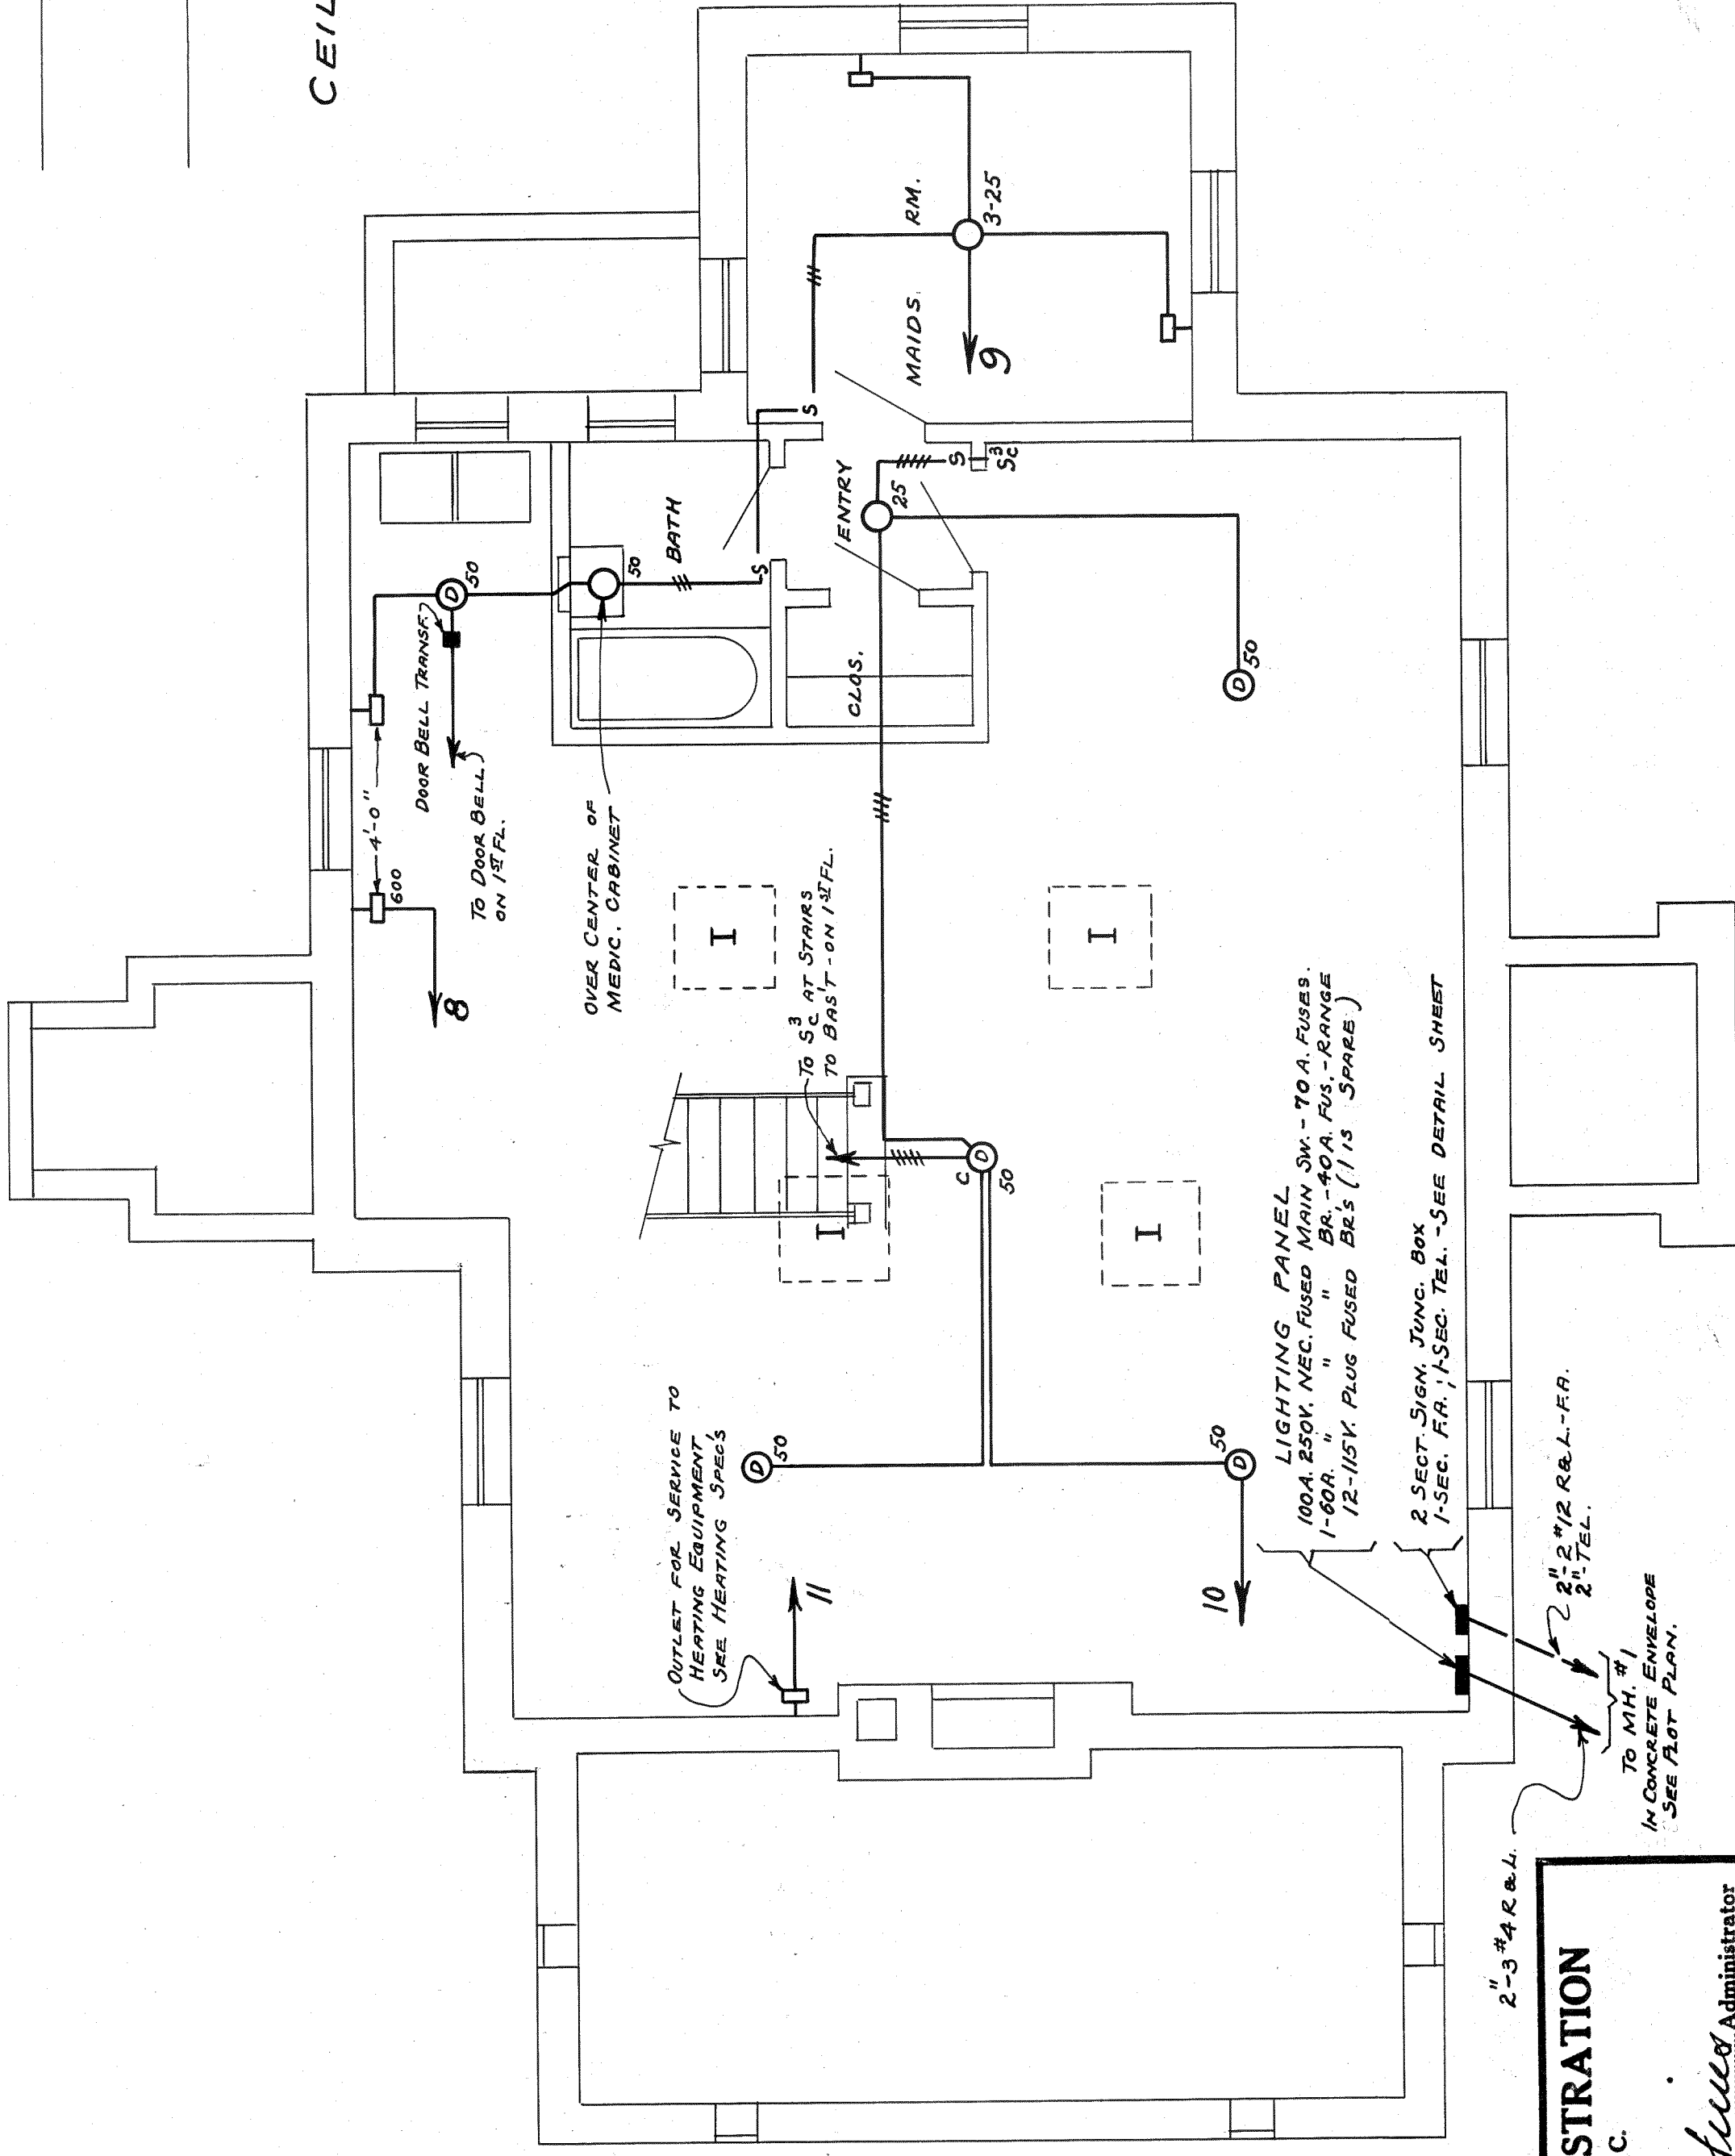 CEIL
MAIDS. RM.
3-25
9
S
S
S³c
25
ENTRY
BATH
50
S
CLOS.
D
50
DOOR BELL TRANSF.
4'-0"
600
TO DOOR BELL
ON 1ST FL.
8
OVER CENTER OF
MEDIC. CABINET
D
50
I
I
I
I
TO S³c AT STAIRS
TO BAS'T - ON 1ST FL.
C
D
50
LIGHTING PANEL
100A. 250V. NEC. FUSED MAIN SW. - 70 A. FUSES.
1-60A. " " " BR. - 40 A. FUS. - RANGE
12-115V. PLUG FUSED BR'S (1 IS SPARE)
2 SECT. SIGN. JUNC. BOX
1-SEC. F.A. ; 1-SEC. TEL. - SEE DETAIL SHEET
OUTLET FOR SERVICE TO
HEATING EQUIPMENT
SEE HEATING SPEC'S
D
50
D
50
11
10
2"-2 #12 R&L.-F.A.
2"-TEL.
TO MH. #1
IN CONCRETE ENVELOPE
SEE PLOT PLAN.
2"-3 #4 R&L.
STRATION
C.
Administrator